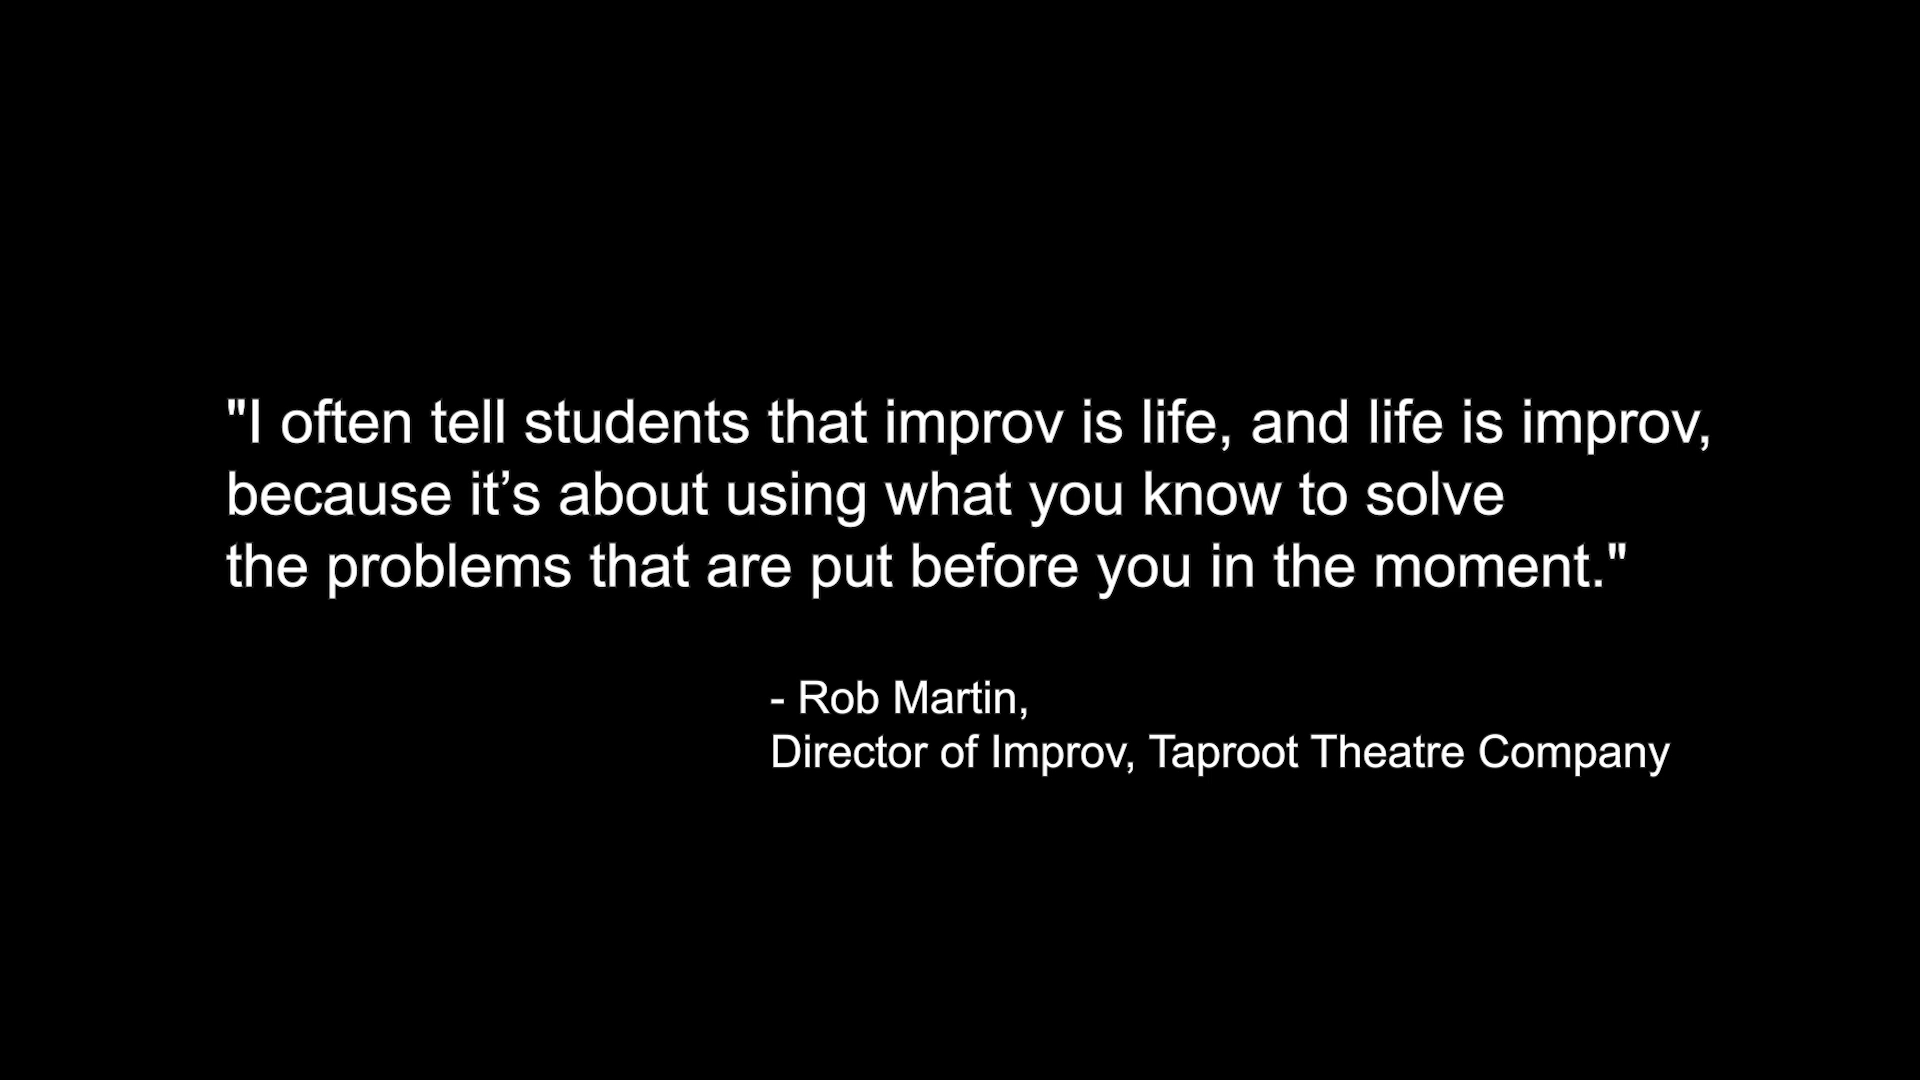 "I often tell students that improv is life, and life is improv,
because it’s about using what you know to solve
the problems that are put before you in the moment."
- Rob Martin,
Director of Improv, Taproot Theatre Company